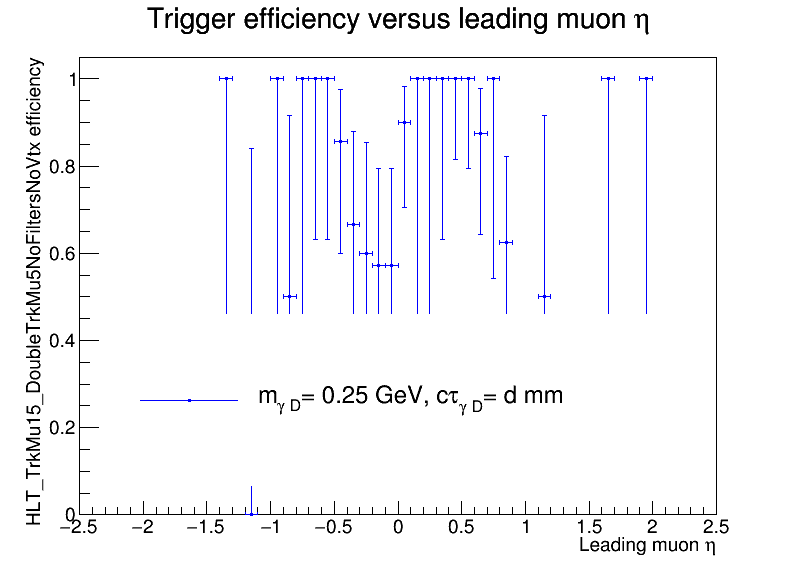 Trigger efficiency versus leading muon η
HLT_TrkMu15_DoubleTrkMu5NoFiltersNoVtx efficiency
1
0.8
0.6
0.4
0.2
0
m_γ D= 0.25 GeV, cτ_γ D= d mm
−2.5 −2 −1.5 −1 −0.5 0 0.5 1 1.5 2 2.5
Leading muon η